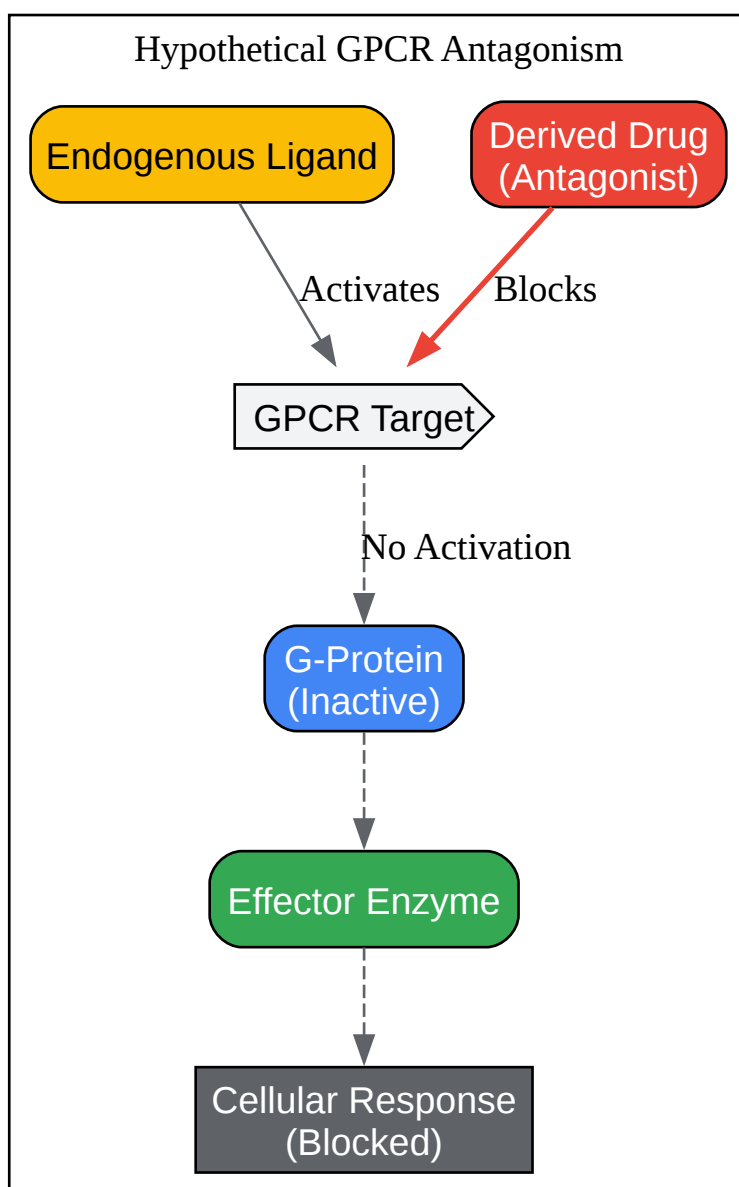 Hypothetical GPCR Antagonism
Endogenous Ligand
Derived Drug
(Antagonist)
Activates
Blocks
GPCR Target
No Activation
G-Protein
(Inactive)
Effector Enzyme
Cellular Response
(Blocked)